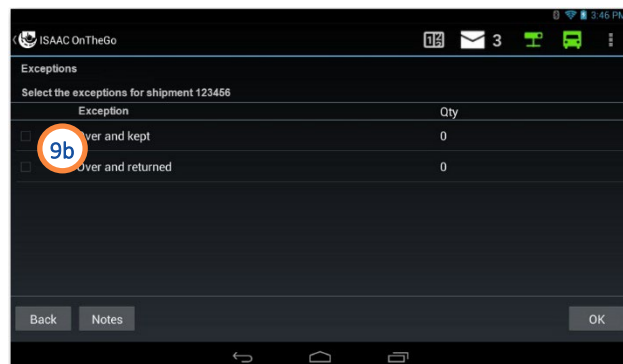 3:46 PM
ISAAC OnTheGo
3
Exceptions
Select the exceptions for shipment 123456
Exception Qty
Over and kept 0
9b
Over and returned 0
Back Notes OK